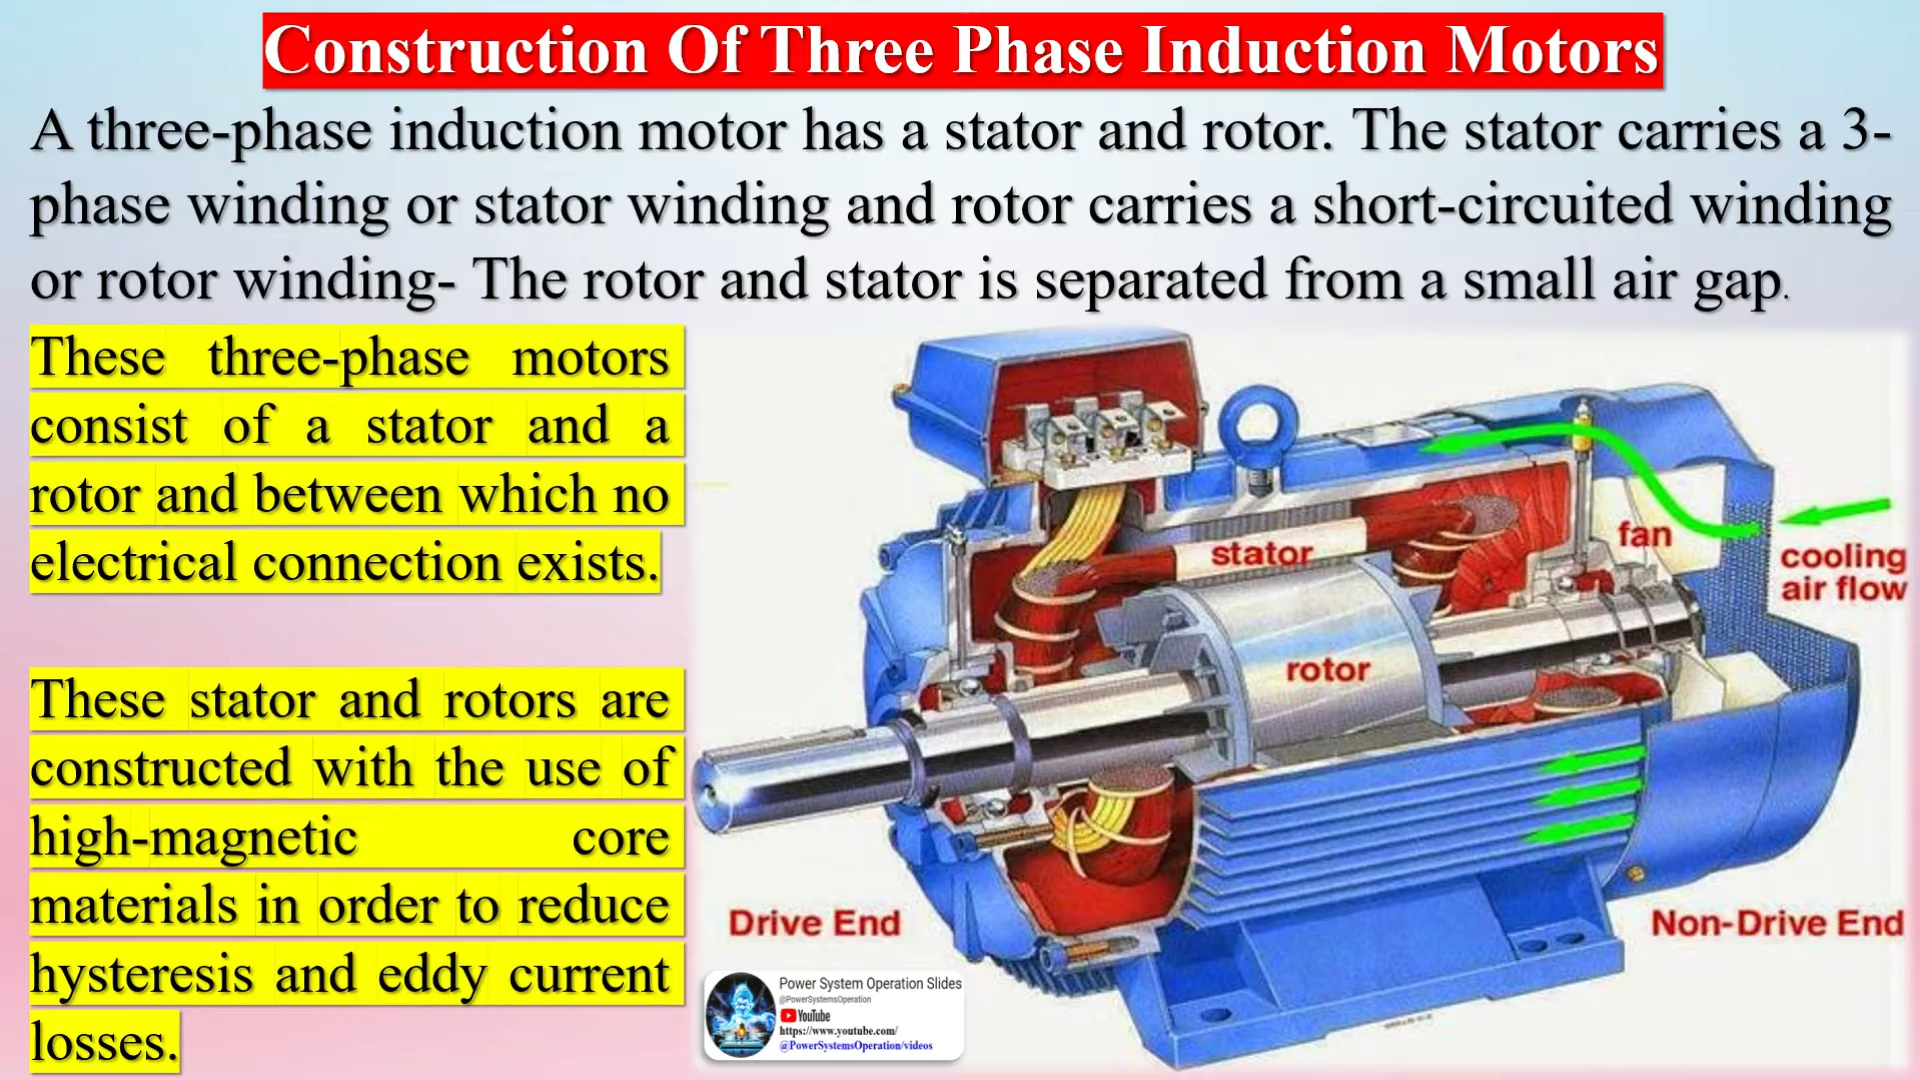 Construction Of Three Phase Induction Motors
A three-phase induction motor has a stator and rotor. The stator carries a 3-
phase winding or stator winding and rotor carries a short-circuited winding
or rotor winding- The rotor and stator is separated from a small air gap.
These three-phase motors
consist of a stator and a
rotor and between which no
electrical connection exists.
These stator and rotors are
constructed with the use of
high-magnetic core
materials in order to reduce
hysteresis and eddy current
losses.
stator
fan
cooling
air flow
rotor
Drive End
Non-Drive End
Power System Operation Slides
@PowerSystemsOperation
YouTube
https://www.youtube.com/
@PowerSystemsOperation/videos